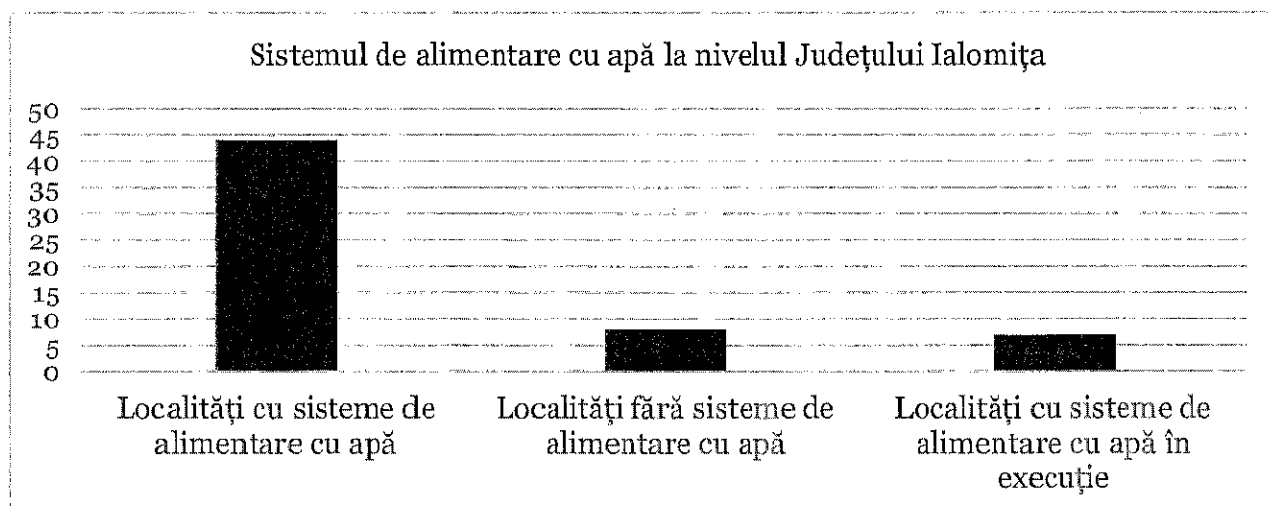 Sistemul de alimentare cu apă la nivelul Județului Ialomița
50
45
40
35
30
25
20
15
10
5
0
Localități cu sisteme de
alimentare cu apă
Localități fără sisteme de
alimentare cu apă
Localități cu sisteme de
alimentare cu apă în
execuție